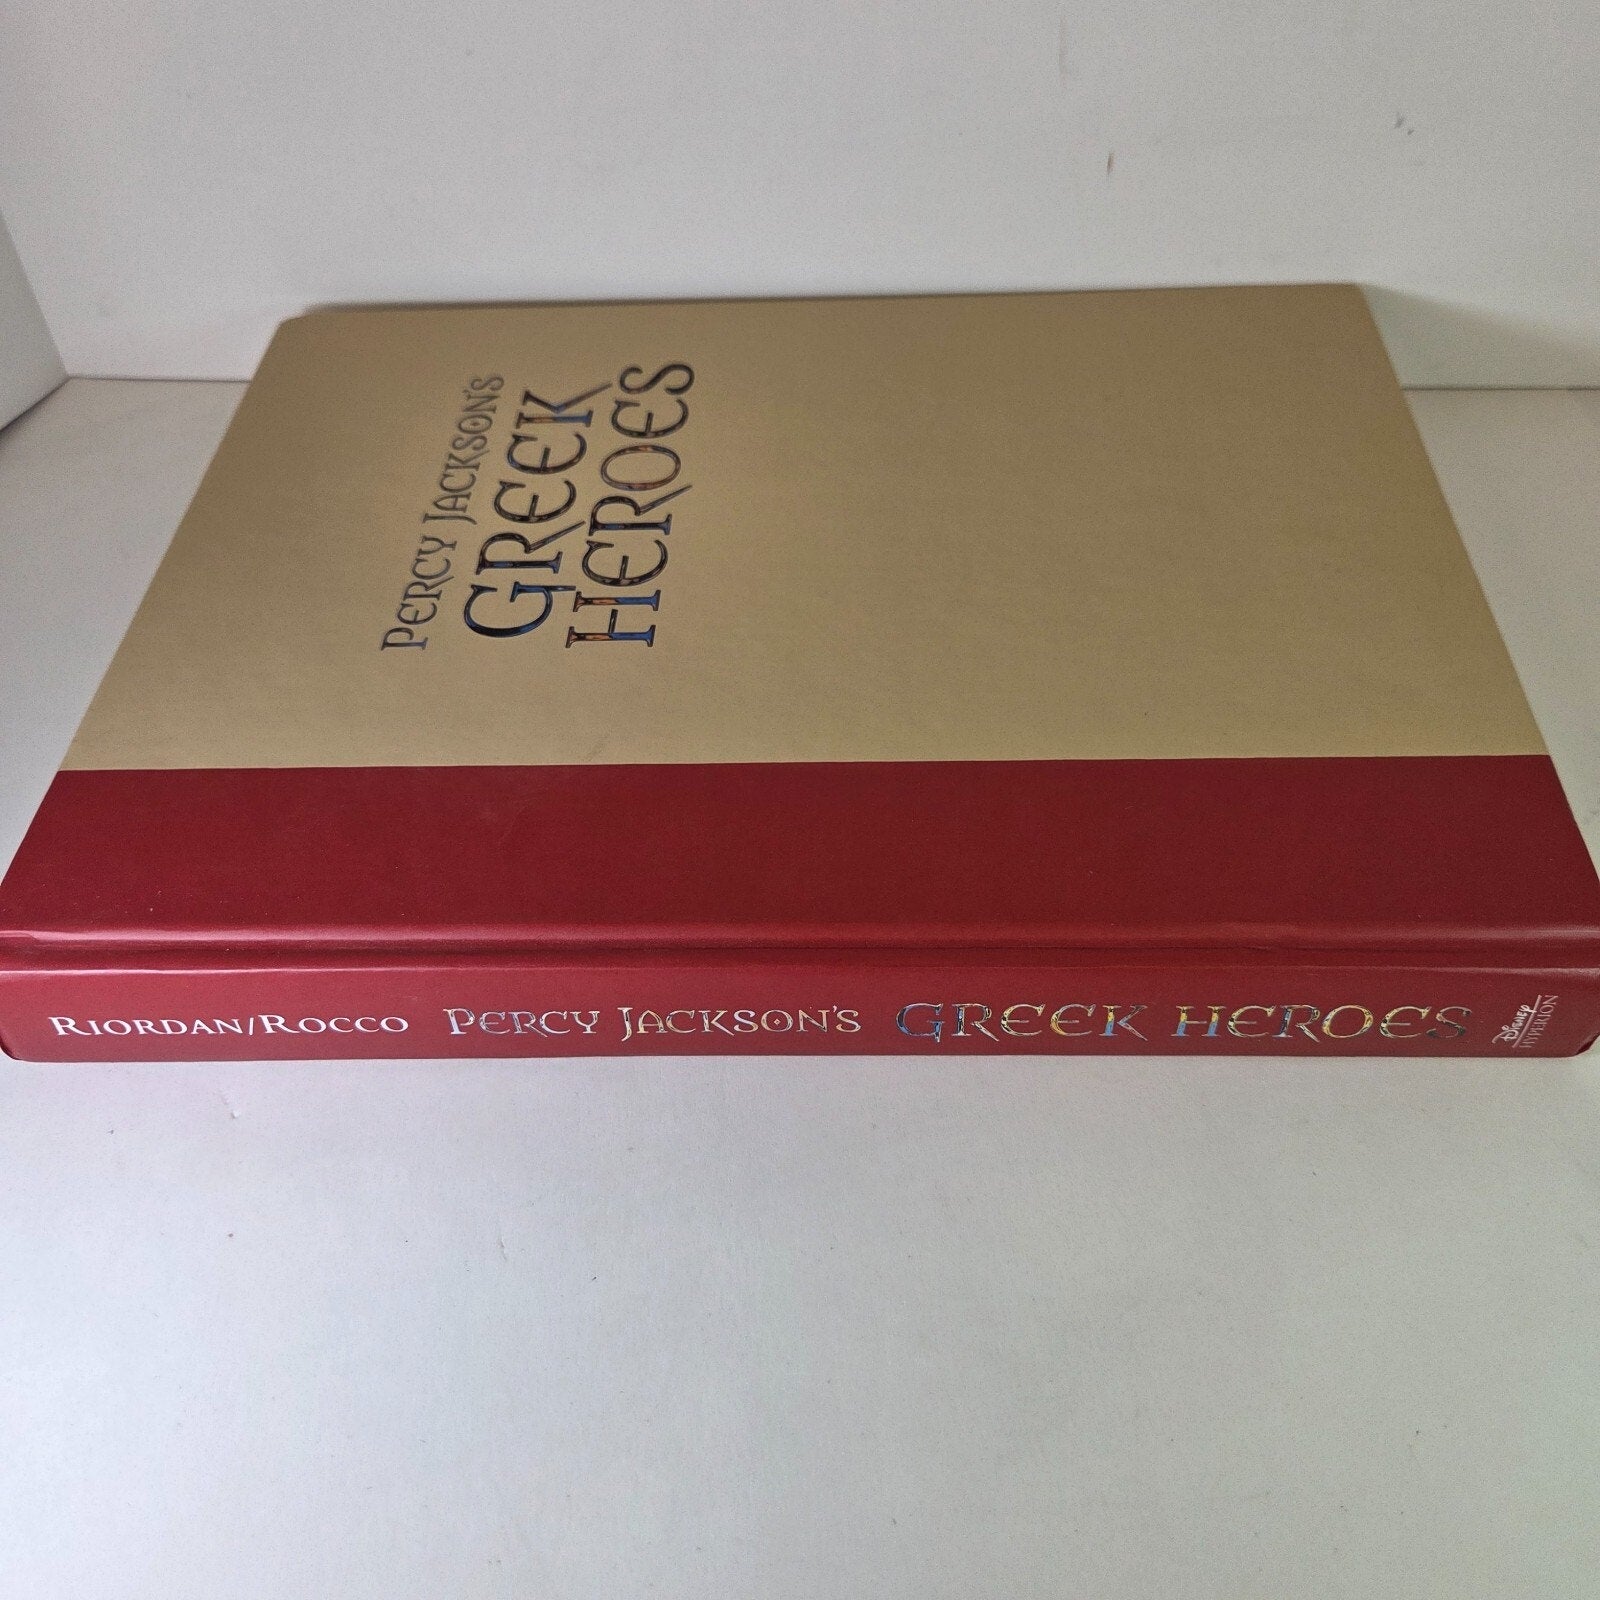 PERCY JACKSON'S
GREEK
HEROES
RIORDAN/ROCCO PERCY JACKSON'S GREEK HEROES
DISNEY
HYPERION